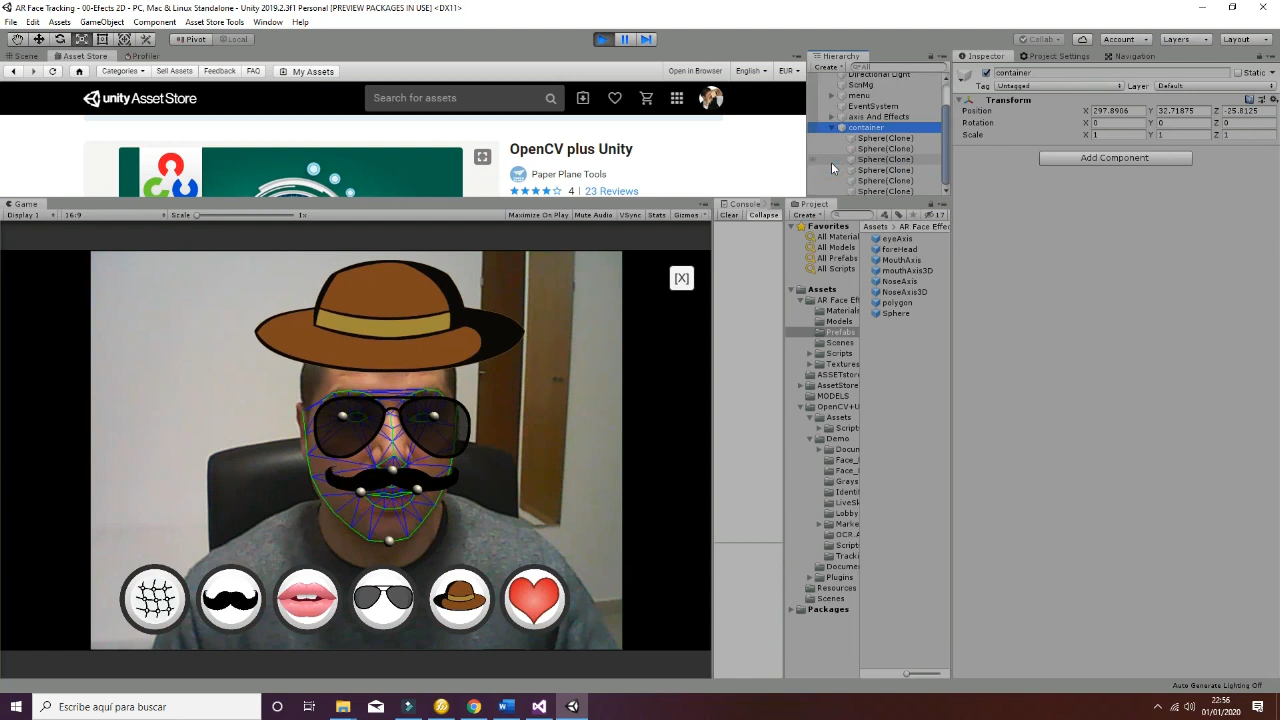 AR Face Tracking - 00-Efects 2D - PC, Mac & Linux Standalone - Unity 2019.2.3f1 Personal [PREVIEW PACKAGES IN USE] <DX11>
File Edit Assets GameObject Component Asset Store Tools Window Help
Pivot Local Collab Account Layers Layout
Scene Asset Store Profiler
Categories Sell Assets Feedback FAQ My Assets Open in Browser English EUR
unity Asset Store Search for assets
OpenCV plus Unity
Paper Plane Tools
4 | 23 Reviews
Hierarchy
Create All
Directional Light
ScnMg
menu
EventSystem
axis And Effects
container
Sphere(Clone)
Sphere(Clone)
Sphere(Clone)
Sphere(Clone)
Sphere(Clone)
Sphere(Clone)
Inspector Project Settings Navigation
container Static
Tag Untagged Layer Default
Transform
Position X 297.8906 Y 32.71875 Z -25.8125
Rotation X 0 Y 0 Z 0
Scale X 1 Y 1 Z 1
Add Component
Game
Display 1 16:9 Scale 1x Maximize On Play Mute Audio VSync Stats Gizmos
[X]
Console
Clear Collapse
Project
Create 17
Favorites
All Material
All Models
All Prefabs
All Scripts
Assets
AR Face Ef
Materials
Models
Prefabs
Scenes
Scripts
Textures
ASSETstor
AssetStore
MODELS
OpenCV+U
Assets
Scripts
Demo
Docun
Face_
Face_
Grays
Identif
LiveSk
Lobby
Marke
OCR.A
Scripts
Tracki
Documen
Plugins
Resources
Scenes
Packages
Assets AR Face Effec
eyeAxis
foreHead
MouthAxis
mouthAxis3D
NoseAxis
NoseAxis3D
polygon
Sphere
Auto Generate Lighting Off
Escribe aquí para buscar
22:56
01/01/2020